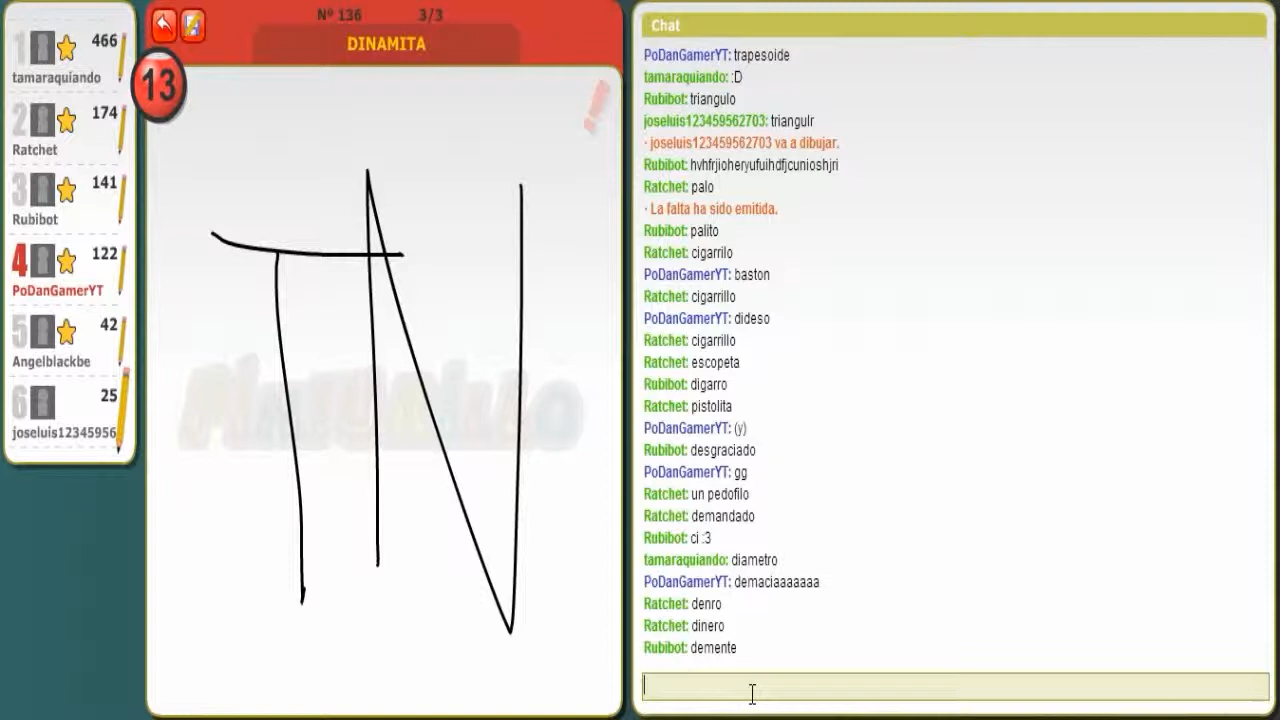 1
466
tamaraquiando
2
174
Ratchet
3
141
Rubibot
4
122
PoDanGamerYT
5
42
Angelblackbe
6
25
joseluis12345956
Nº 136 3/3
DINAMITA
13
!
TN
Chat
PoDanGamerYT: trapesoide
tamaraquiando: :D
Rubibot: triangulo
joseluis123459562703: triangulr
· joseluis123459562703 va a dibujar.
Rubibot: hvhfrjioheryufuihdfjcunioshjri
Ratchet: palo
· La falta ha sido emitida.
Rubibot: palito
Ratchet: cigarrilo
PoDanGamerYT: baston
Ratchet: cigarrillo
PoDanGamerYT: dideso
Ratchet: cigarrillo
Ratchet: escopeta
Rubibot: digarro
Ratchet: pistolita
PoDanGamerYT: (y)
Rubibot: desgraciado
PoDanGamerYT: gg
Ratchet: un pedofilo
Ratchet: demandado
Rubibot: ci :3
tamaraquiando: diametro
PoDanGamerYT: demaciaaaaaaa
Ratchet: denro
Ratchet: dinero
Rubibot: demente